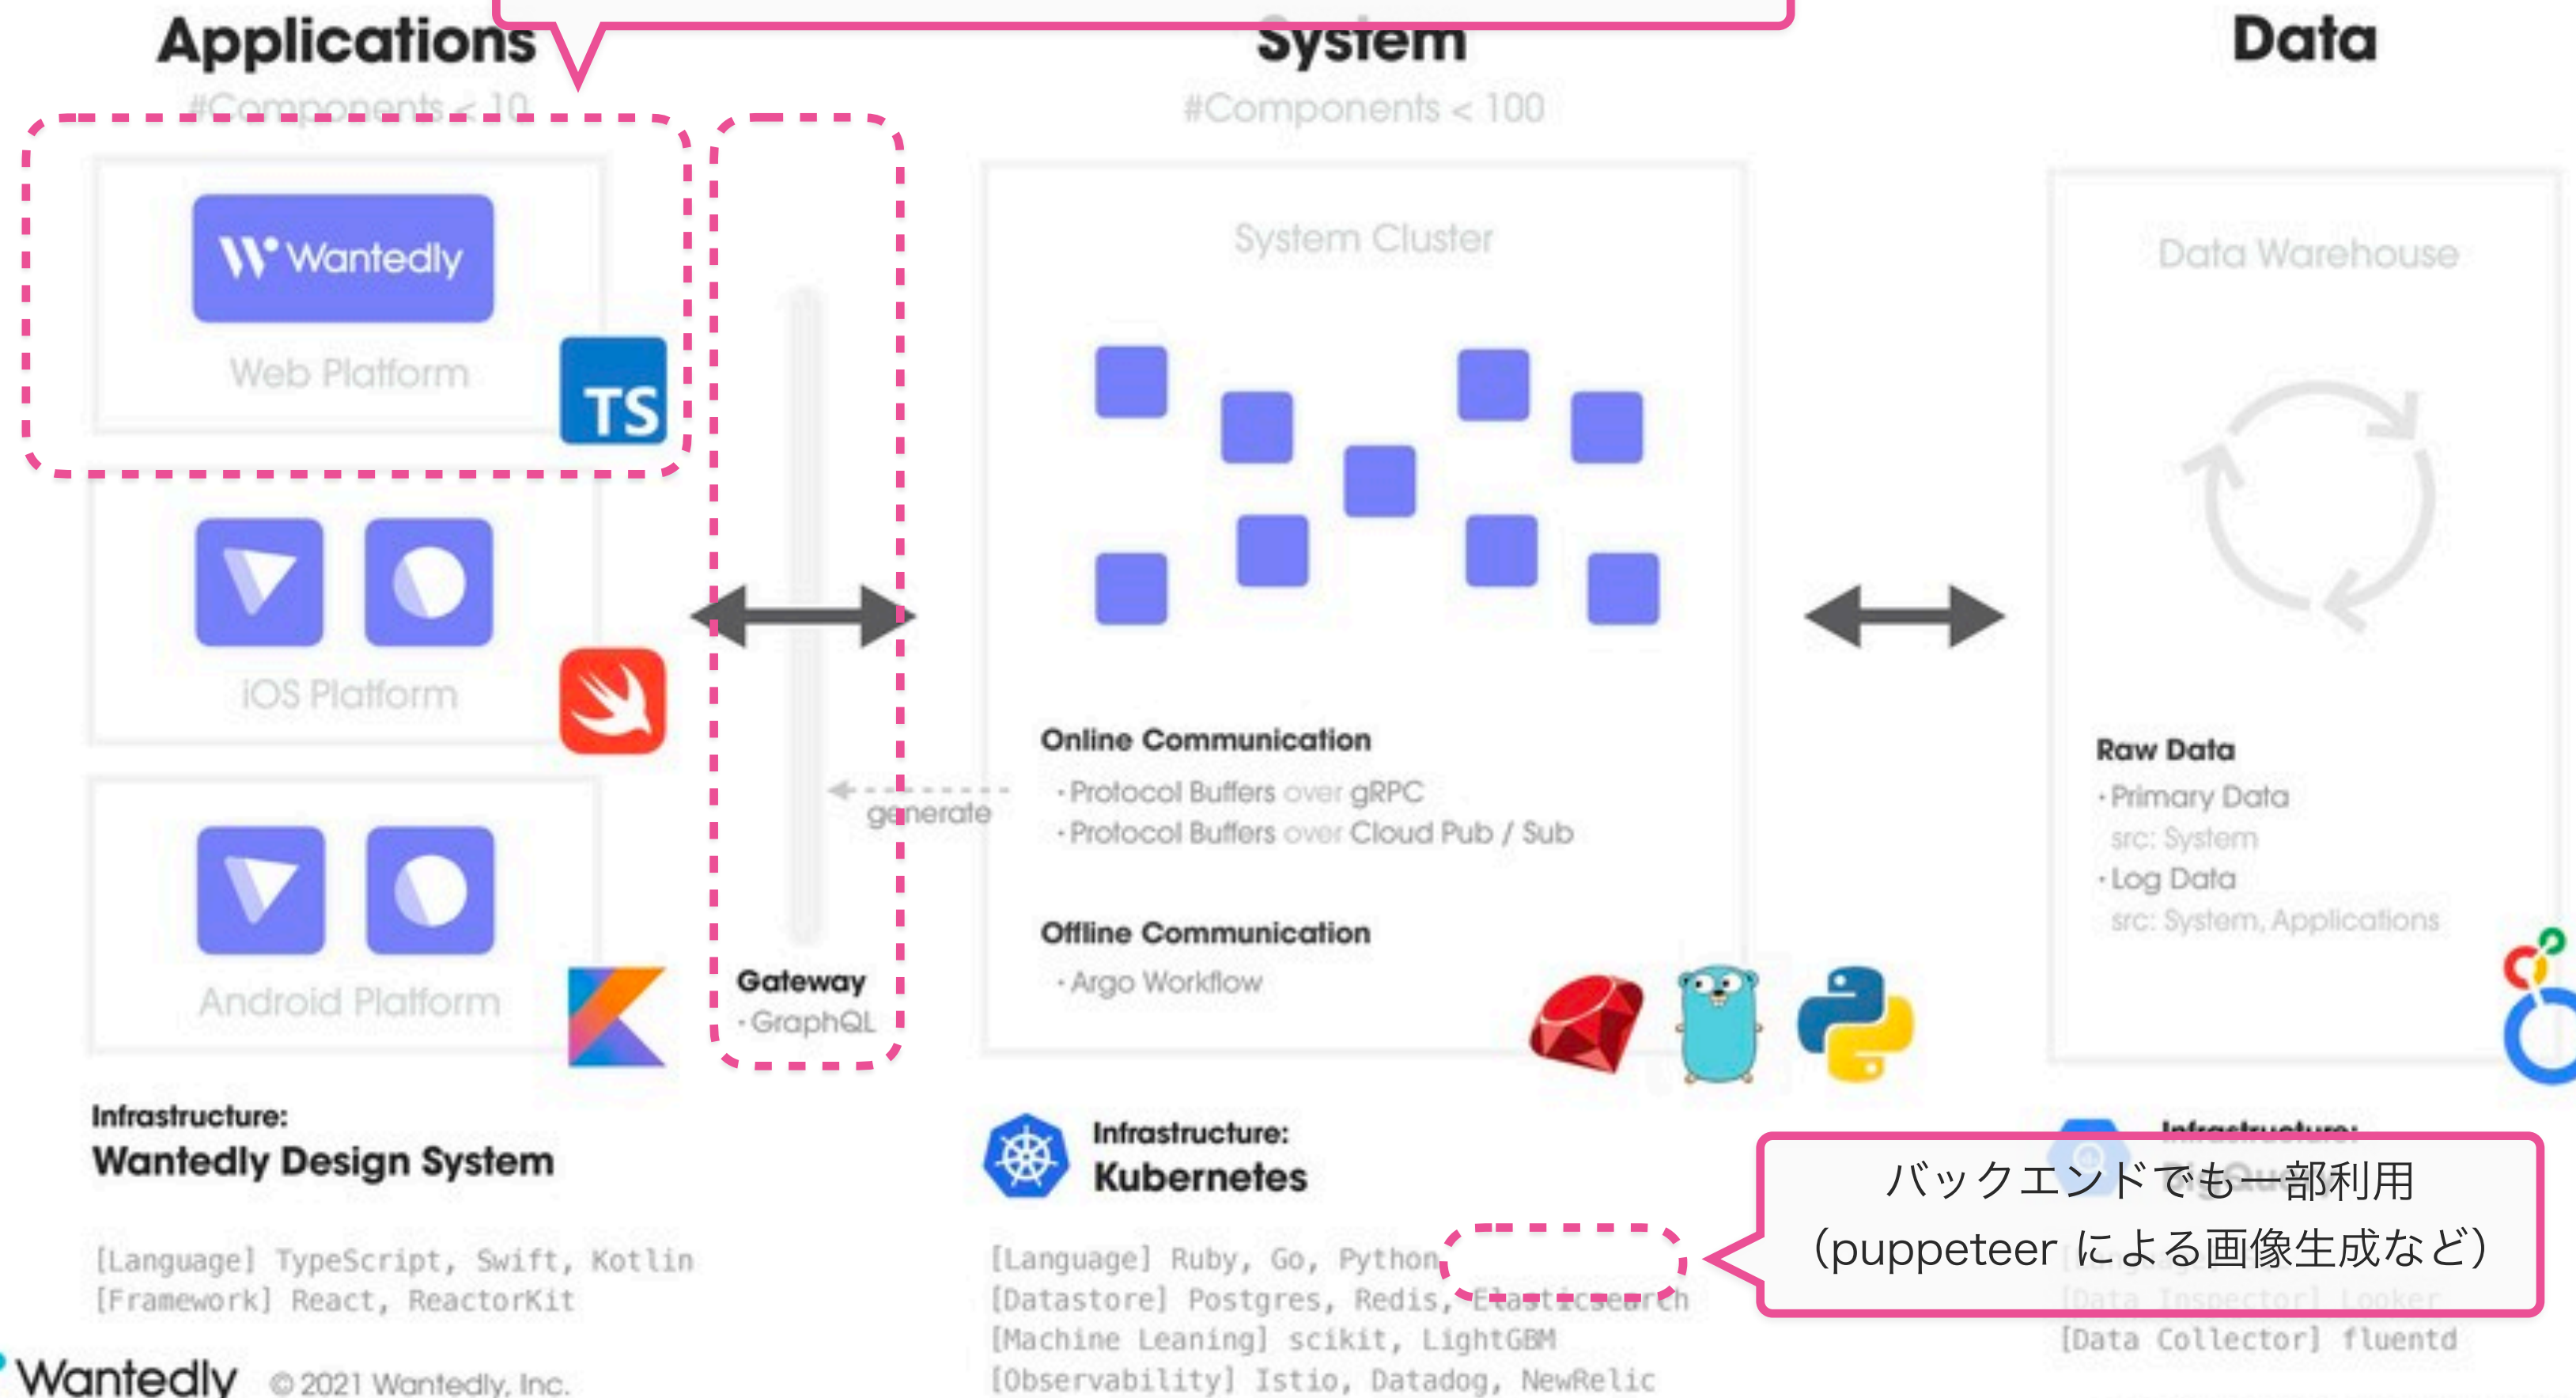 Applications
#Components < 10
Wantedly
Web Platform
TS
iOS Platform
Android Platform
Gateway
・GraphQL
generate
Infrastructure:
Wantedly Design System
[Language] TypeScript, Swift, Kotlin
[Framework] React, ReactorKit
System
#Components < 100
System Cluster
Online Communication
・Protocol Buffers over gRPC
・Protocol Buffers over Cloud Pub / Sub
Offline Communication
・Argo Workflow
Infrastructure:
Kubernetes
[Language] Ruby, Go, Python
[Datastore] Postgres, Redis, Elasticsearch
[Machine Leaning] scikit, LightGBM
[Observability] Istio, Datadog, NewRelic
Data
Data Warehouse
Raw Data
・Primary Data
src: System
・Log Data
src: System, Applications
Infrastructure:
BigQuery
バックエンドでも一部利用
（puppeteer による画像生成など）
[Data Inspector] Looker
[Data Collector] fluentd
Wantedly © 2021 Wantedly, Inc.